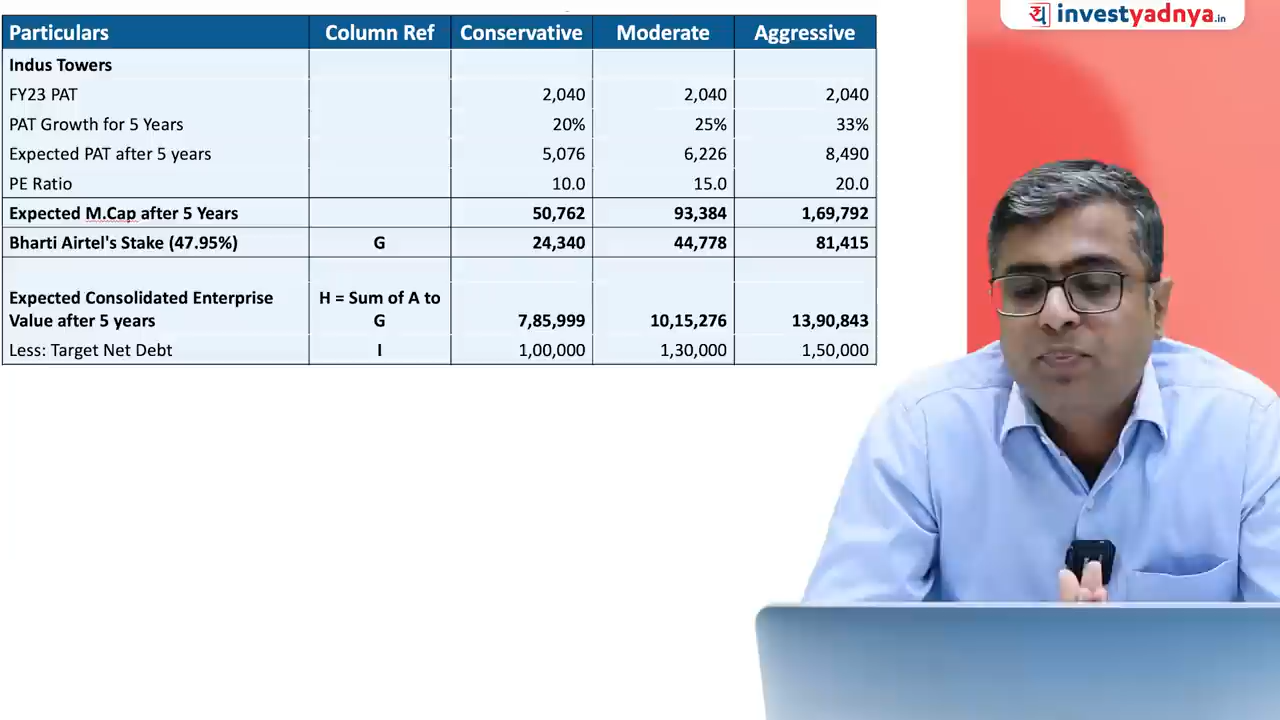 यो investyadnya.in
Particulars Column Ref Conservative Moderate Aggressive
Indus Towers
FY23 PAT 2,040 2,040 2,040
PAT Growth for 5 Years 20% 25% 33%
Expected PAT after 5 years 5,076 6,226 8,490
PE Ratio 10.0 15.0 20.0
Expected M.Cap after 5 Years 50,762 93,384 1,69,792
Bharti Airtel's Stake (47.95%) G 24,340 44,778 81,415
Expected Consolidated Enterprise H = Sum of A to
Value after 5 years G 7,85,999 10,15,276 13,90,843
Less: Target Net Debt I 1,00,000 1,30,000 1,50,000